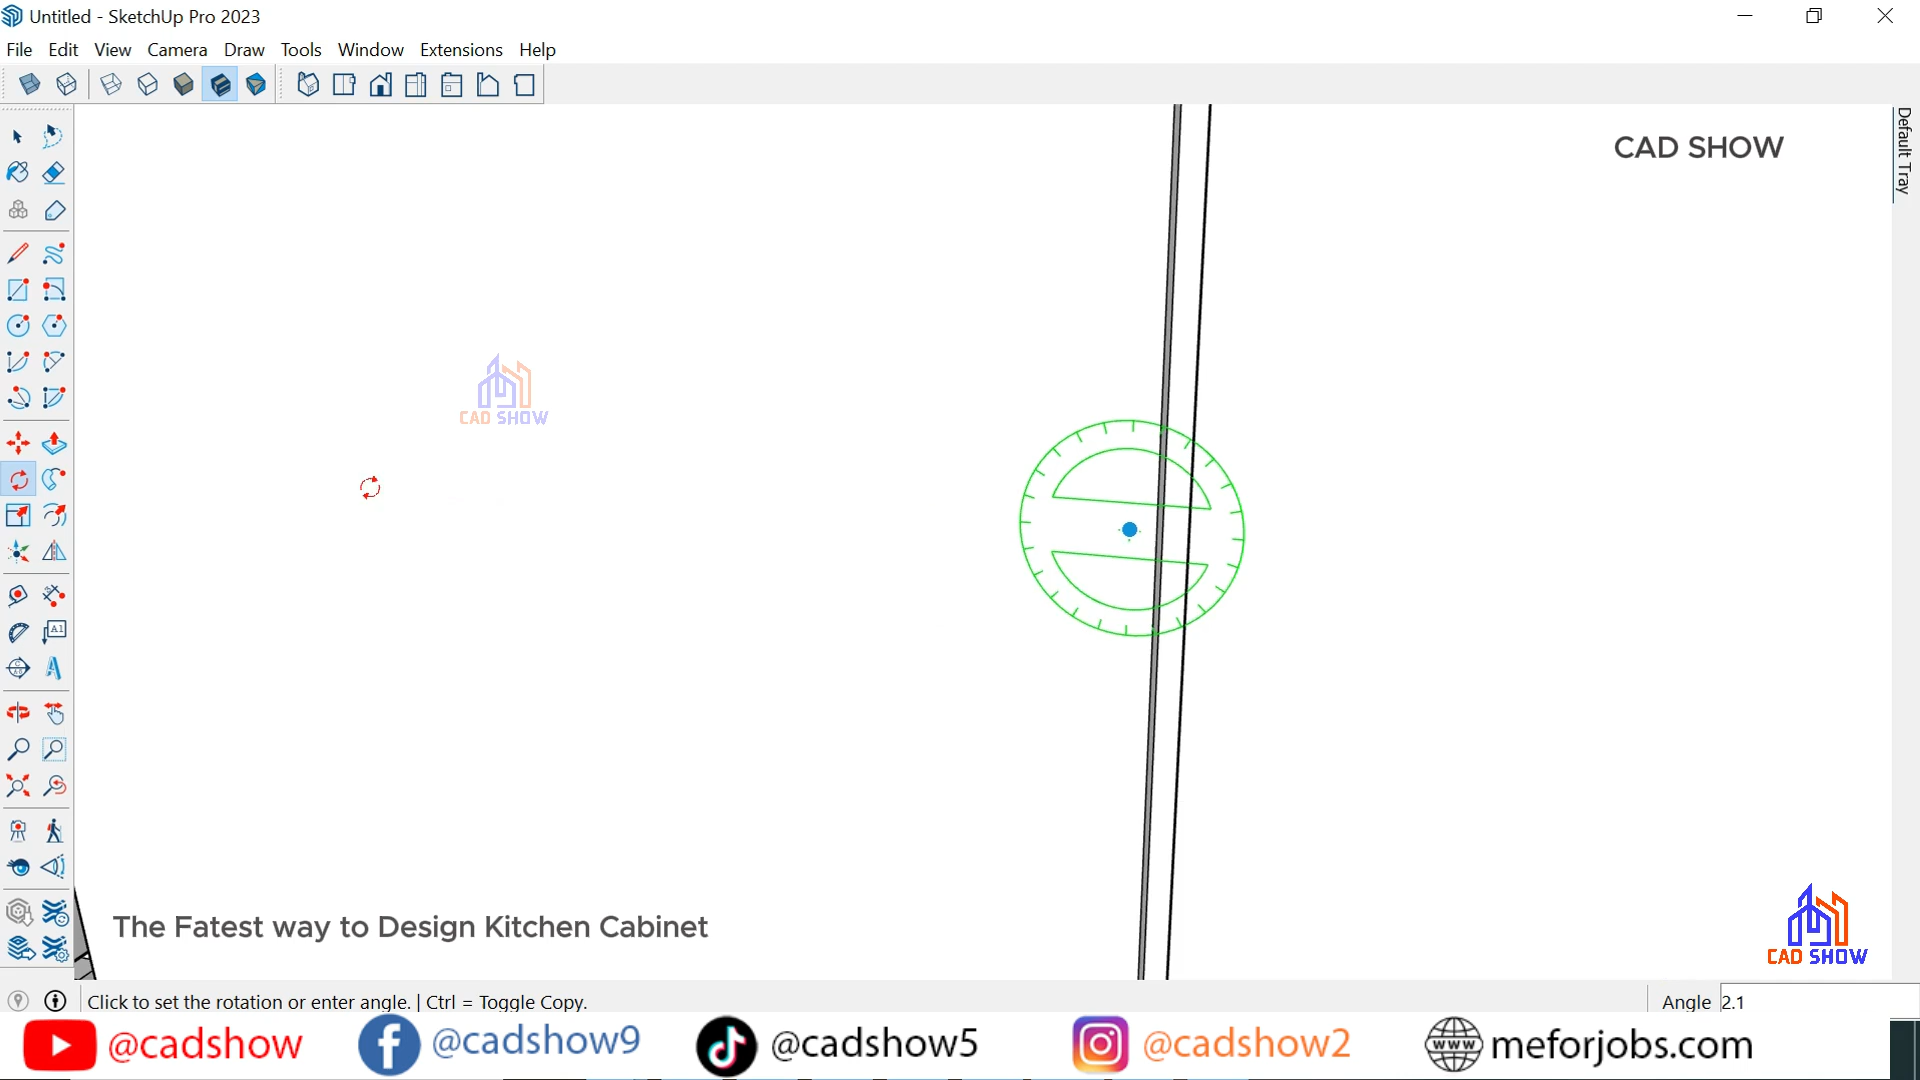 Untitled - SketchUp Pro 2023
File Edit View Camera Draw Tools Window Extensions Help
Default Tray
CAD SHOW
CAD SHOW
The Fatest way to Design Kitchen Cabinet
CAD SHOW
Click to set the rotation or enter angle. | Ctrl = Toggle Copy.
Angle 2.1
@cadshow @cadshow9 @cadshow5 @cadshow2 www meforjobs.com